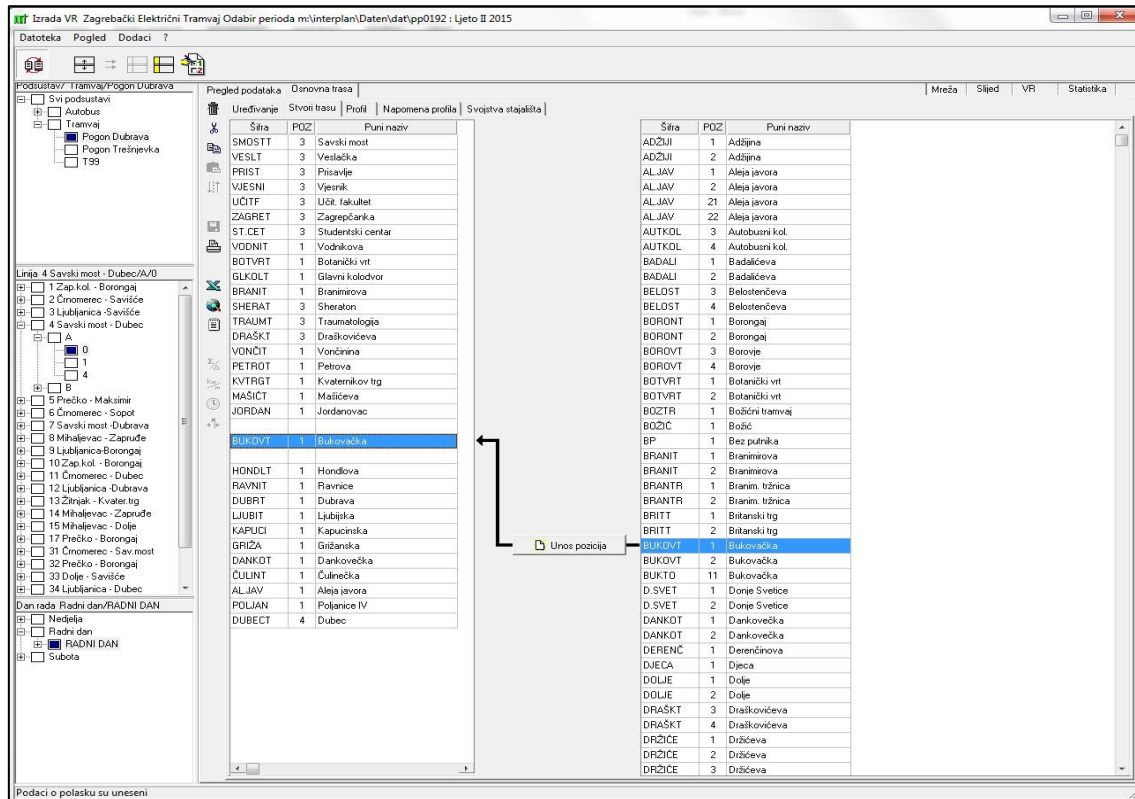 Izrada VR Zagrebački Električni Tramvaj Odabir perioda m:\interplan\Daten\dat\pp0192 : Ljeto II 2015
Datoteka Pogled Dodaci ?
Podsustav/ Tramvaj/Pogon Dubrava
Svi podsustavi
Autobus
Tramvaj
Pogon Dubrava
Pogon Trešnjevka
T99
Linija 4 Savski most - Dubec/A/0
1 Zap.kol. - Borongaj
2 Črnomerec - Savišće
3 Ljubljanica -Savišće
4 Savski most - Dubec
A
0
1
4
B
5 Prečko - Maksimir
6 Črnomerec - Sopot
7 Savski most -Dubrava
8 Mihaljevac - Zapruđe
9 Ljubljanica-Borongaj
10 Zap.kol. - Borongaj
11 Črnomerec - Dubec
12 Ljubljanica -Dubrava
13 Žitnjak - Kvater.trg
14 Mihaljevac - Zapruđe
15 Mihaljevac - Dolje
17 Prečko - Borongaj
31 Črnomerec - Sav.most
32 Prečko - Borongaj
33 Dolje - Savišće
34 Ljubljanica - Dubec
Dan rada Radni dan/RADNI DAN
Nedjelja
Radni dan
RADNI DAN
Subota
Pregled podataka Osnovna trasa
Mreža Slijed VR Statistika
Uređivanje Stvori trasu Profil Napomena profila Svojstva stajališta
Šifra POZ Puni naziv
SMOSTT 3 Savski most
VESLT 3 Veslačka
PRIST 3 Prisavlje
VJESNI 3 Vjesnik
UČITF 3 Učit. fakultet
ZAGRET 3 Zagrepčanka
ST.CET 3 Studentski centar
VODNIT 1 Vodnikova
BOTVRT 1 Botanički vrt
GLKOLT 1 Glavni kolodvor
BRANIT 1 Branimirova
SHERAT 3 Sheraton
TRAUMT 3 Traumatologija
DRAŠKT 3 Draškovićeva
VONČIT 1 Vončinina
PETROT 1 Petrova
KVTRGT 1 Kvaternikov trg
MAŠIĆT 1 Mašićeva
JORDAN 1 Jordanovac
BUKOVT 1 Bukovačka
HONDLT 1 Hondlova
RAVNIT 1 Ravnice
DUBRT 1 Dubrava
LJUBIT 1 Ljubijska
KAPUCI 1 Kapucinska
GRIŽA 1 Grižanska
DANKOT 1 Dankovečka
ČULINT 1 Čulinečka
AL.JAV 1 Aleja javora
POLJAN 1 Poljanice IV
DUBECT 4 Dubec
Unos pozicija
Šifra POZ Puni naziv
ADŽIJI 1 Adžijina
ADŽIJI 2 Adžijina
AL.JAV 1 Aleja javora
AL.JAV 2 Aleja javora
AL.JAV 21 Aleja javora
AL.JAV 22 Aleja javora
AUTKOL 3 Autobusni kol.
AUTKOL 4 Autobusni kol.
BADALI 1 Badalićeva
BADALI 2 Badalićeva
BELOST 3 Belostenčeva
BELOST 4 Belostenčeva
BORONT 1 Borongaj
BORONT 2 Borongaj
BOROVT 3 Borovje
BOROVT 4 Borovje
BOTVRT 1 Botanički vrt
BOTVRT 2 Botanički vrt
BOZTR 1 Božićni tramvaj
BOŽIĆ 1 Božić
BP 1 Bez putnika
BRANIT 1 Branimirova
BRANIT 2 Branimirova
BRANTR 1 Branim. tržnica
BRANTR 2 Branim. tržnica
BRITT 1 Britanski trg
BRITT 2 Britanski trg
BUKOVT 1 Bukovačka
BUKOVT 2 Bukovačka
BUKTO 11 Bukovačka
D.SVET 1 Donje Svetice
D.SVET 2 Donje Svetice
DANKOT 1 Dankovečka
DANKOT 2 Dankovečka
DERENČ 1 Derenčinova
DJECA 1 Djeca
DOLJE 1 Dolje
DOLJE 2 Dolje
DRAŠKT 3 Draškovićeva
DRAŠKT 4 Draškovićeva
DRŽIĆE 1 Držićeva
DRŽIĆE 2 Držićeva
DRŽIĆE 3 Držićeva
Podaci o polasku su uneseni